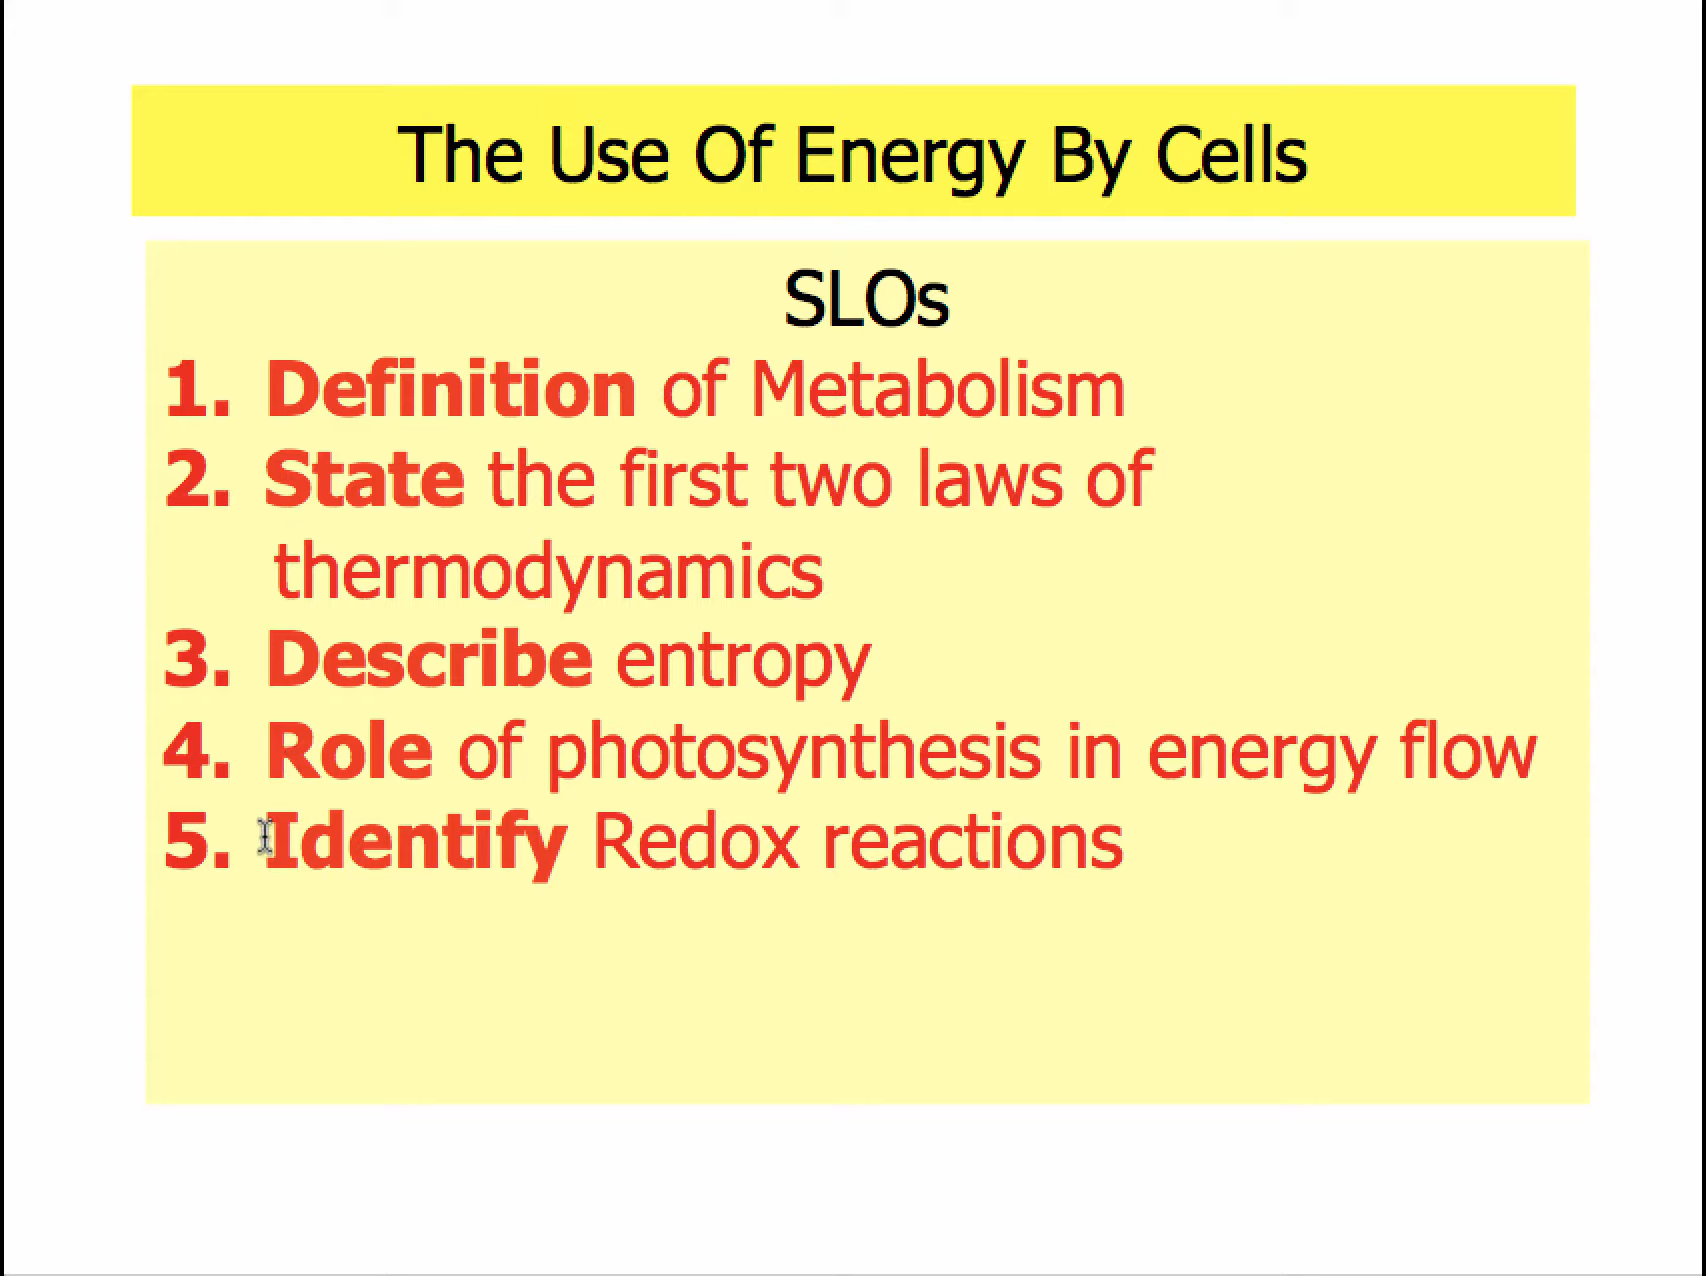 The Use Of Energy By Cells
SLOs
1. Definition of Metabolism
2. State the first two laws of
thermodynamics
3. Describe entropy
4. Role of photosynthesis in energy flow
5. Identify Redox reactions